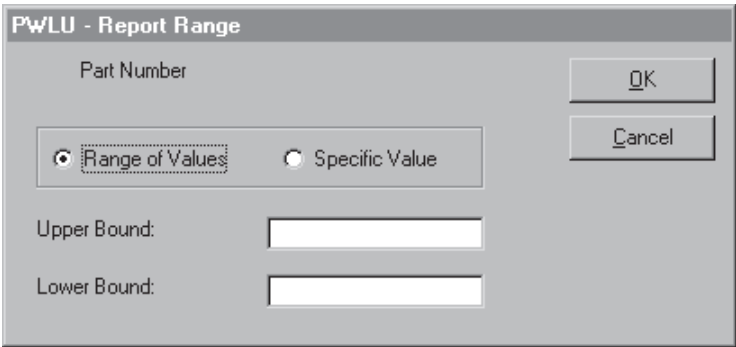 PWLU - Report Range
Part Number
OK
Cancel
Range of Values Specific Value
Upper Bound:
Lower Bound: